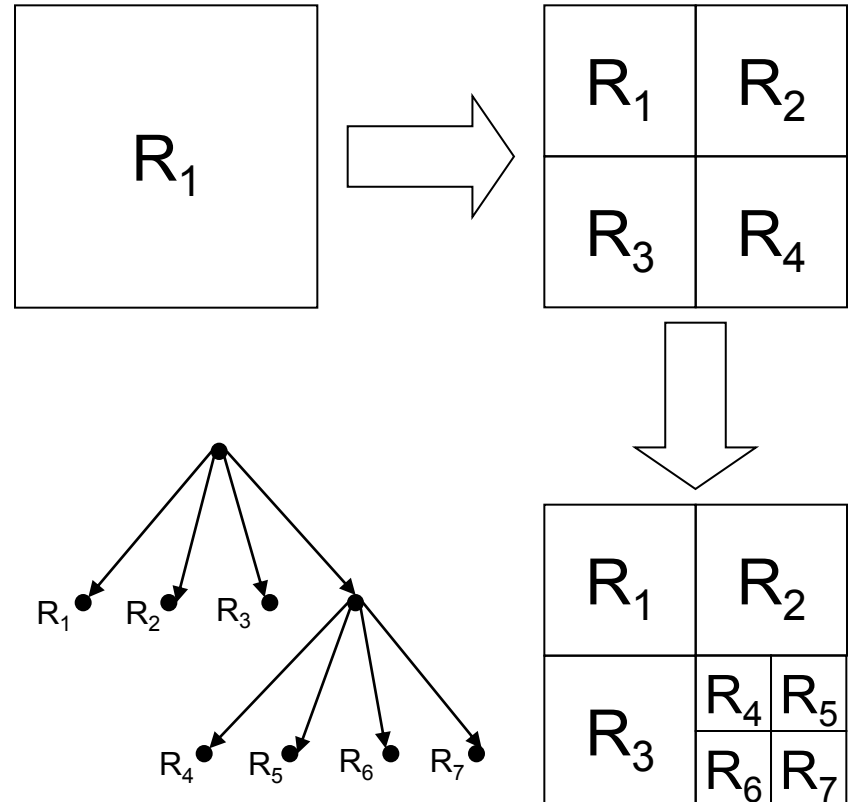 R₁
R₁ R₂
R₃ R₄
R₁ R₂
R₃
R₄ R₅
R₆ R₇
R₁ R₂ R₃
R₄ R₅ R₆ R₇